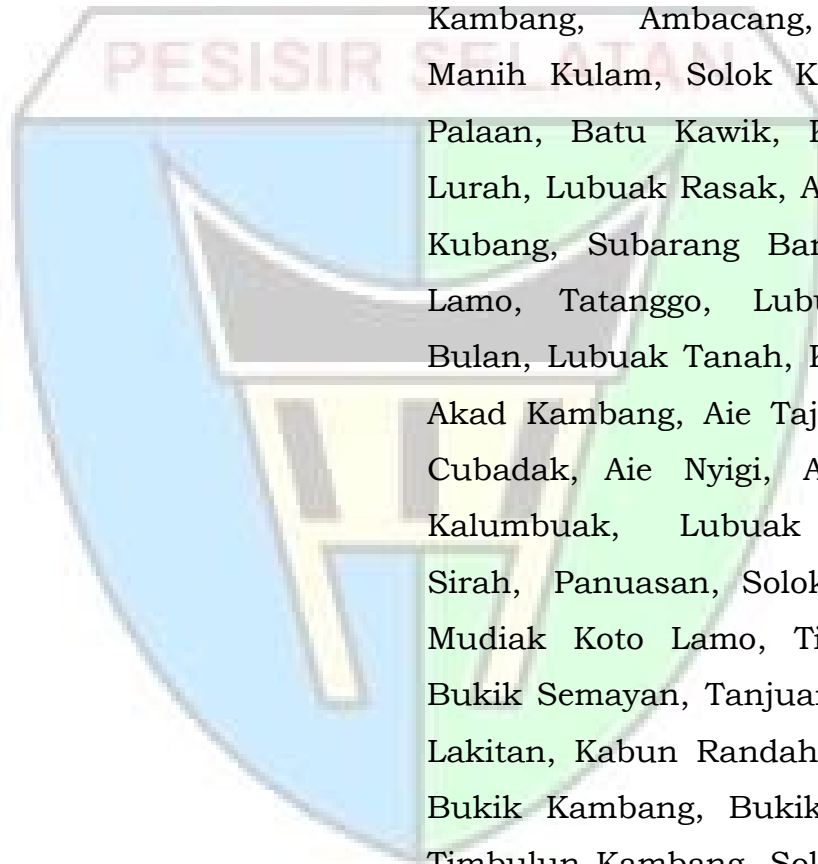 Kambang, Ambacang,
PESISIR SELATAN
Manih Kulam, Solok
Palaan, Batu Kawik,
Lurah, Lubuak Rasak,
Kubang, Subarang
Lamo, Tatanggo,
Bulan, Lubuak Tanah,
Akad Kambang, Aie
Cubadak, Aie Nyigi,
Kalumbuak, Lubuak
Sirah, Panuasan,
Mudiak Koto Lamo,
Bukik Semayan,
Lakitan, Kabun Randah
Bukik Kambang, Bukik
Timbulun Kambang,